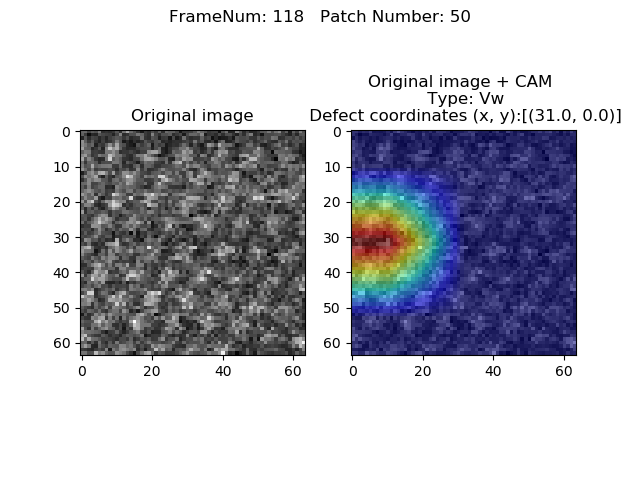 FrameNum: 118   Patch Number: 50
Original image
Original image + CAM
Type: Vw
Defect coordinates (x, y):[(31.0, 0.0)]
0
10
20
30
40
50
60
0 20 40 60
0
10
20
30
40
50
60
0 20 40 60